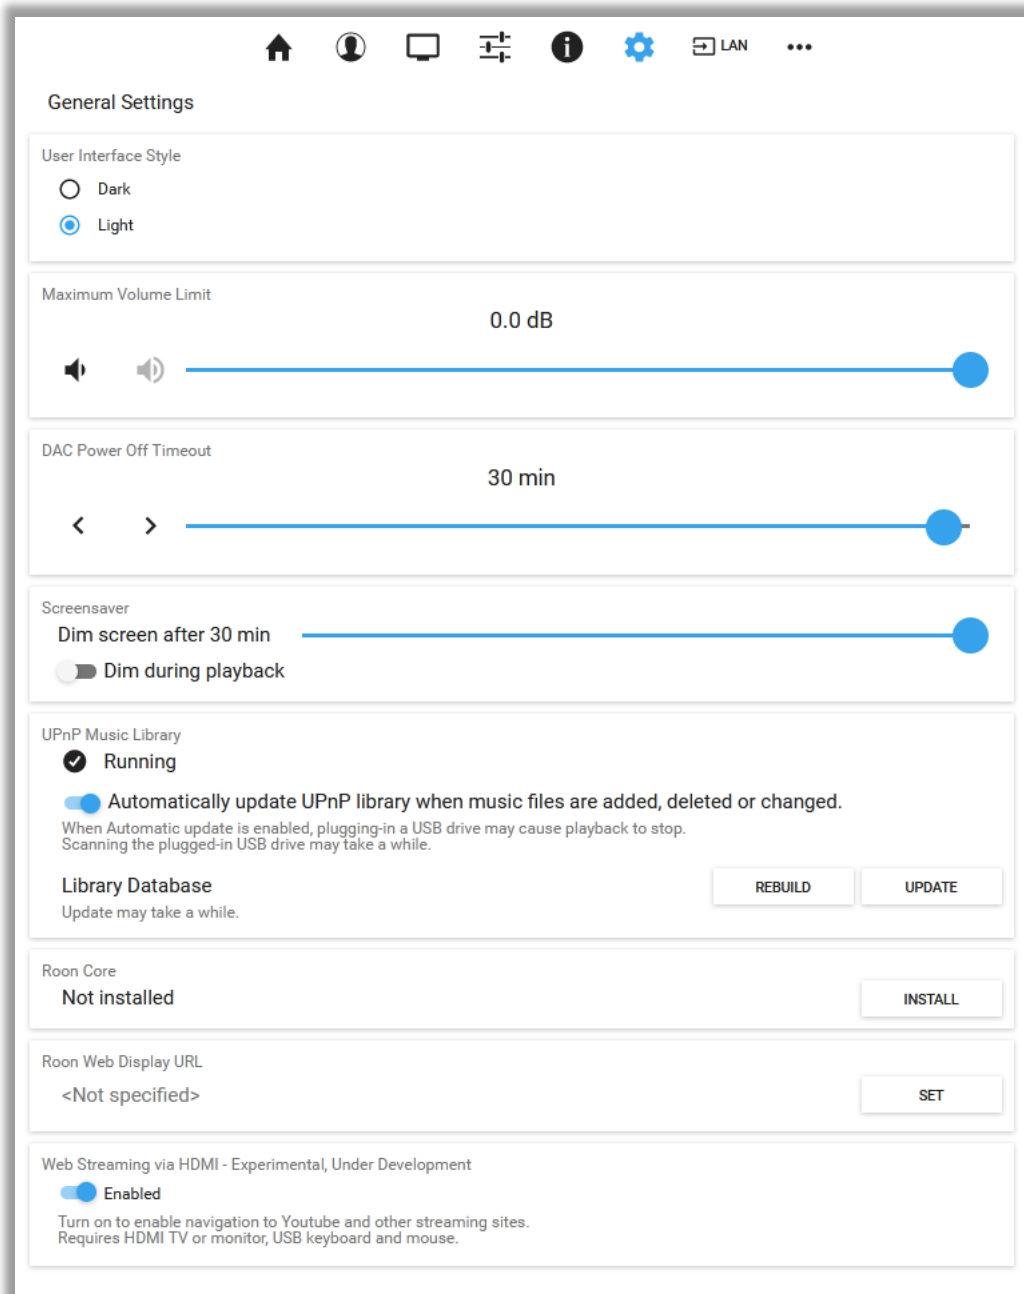 LAN
General Settings
User Interface Style
Dark
Light
Maximum Volume Limit
0.0 dB
DAC Power Off Timeout
30 min
Screensaver
Dim screen after 30 min
Dim during playback
UPnP Music Library
Running
Automatically update UPnP library when music files are added, deleted or changed.
When Automatic update is enabled, plugging-in a USB drive may cause playback to stop.
Scanning the plugged-in USB drive may take a while.
Library Database
REBUILD
UPDATE
Update may take a while.
Roon Core
Not installed
INSTALL
Roon Web Display URL
<Not specified>
SET
Web Streaming via HDMI - Experimental, Under Development
Enabled
Turn on to enable navigation to Youtube and other streaming sites.
Requires HDMI TV or monitor, USB keyboard and mouse.